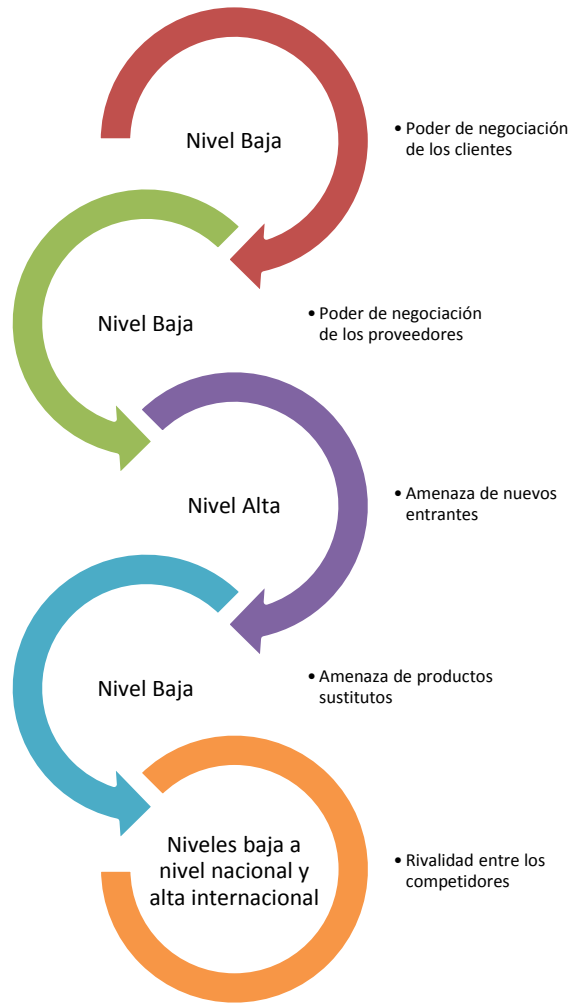 Nivel Baja
• Poder de negociación
de los clientes
Nivel Baja
• Poder de negociación
de los proveedores
Nivel Alta
• Amenaza de nuevos
entrantes
Nivel Baja
• Amenaza de productos
sustitutos
Niveles baja a
nivel nacional y
alta internacional
• Rivalidad entre los
competidores